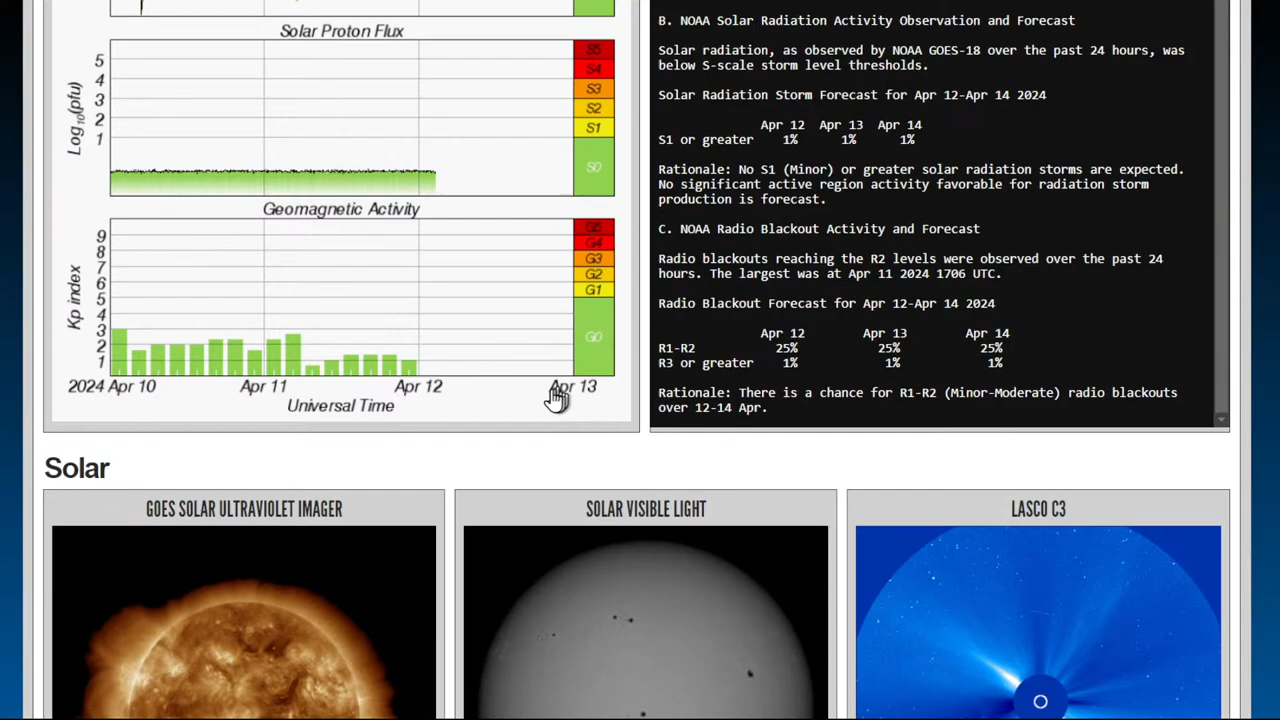 Solar Proton Flux
Log10(pfu)
5
4
3
2
1
S5
S4
S3
S2
S1
S0
Geomagnetic Activity
Kp index
9
8
7
6
5
4
3
2
1
G5
G4
G3
G2
G1
G0
2024 Apr 10 Apr 11 Apr 12 Apr 13
Universal Time
B. NOAA Solar Radiation Activity Observation and Forecast
Solar radiation, as observed by NOAA GOES-18 over the past 24 hours, was
below S-scale storm level thresholds.
Solar Radiation Storm Forecast for Apr 12-Apr 14 2024
Apr 12 Apr 13 Apr 14
S1 or greater 1% 1% 1%
Rationale: No S1 (Minor) or greater solar radiation storms are expected.
No significant active region activity favorable for radiation storm
production is forecast.
C. NOAA Radio Blackout Activity and Forecast
Radio blackouts reaching the R2 levels were observed over the past 24
hours. The largest was at Apr 11 2024 1706 UTC.
Radio Blackout Forecast for Apr 12-Apr 14 2024
Apr 12 Apr 13 Apr 14
R1-R2 25% 25% 25%
R3 or greater 1% 1% 1%
Rationale: There is a chance for R1-R2 (Minor-Moderate) radio blackouts
over 12-14 Apr.
Solar
GOES SOLAR ULTRAVIOLET IMAGER
SOLAR VISIBLE LIGHT
LASCO C3